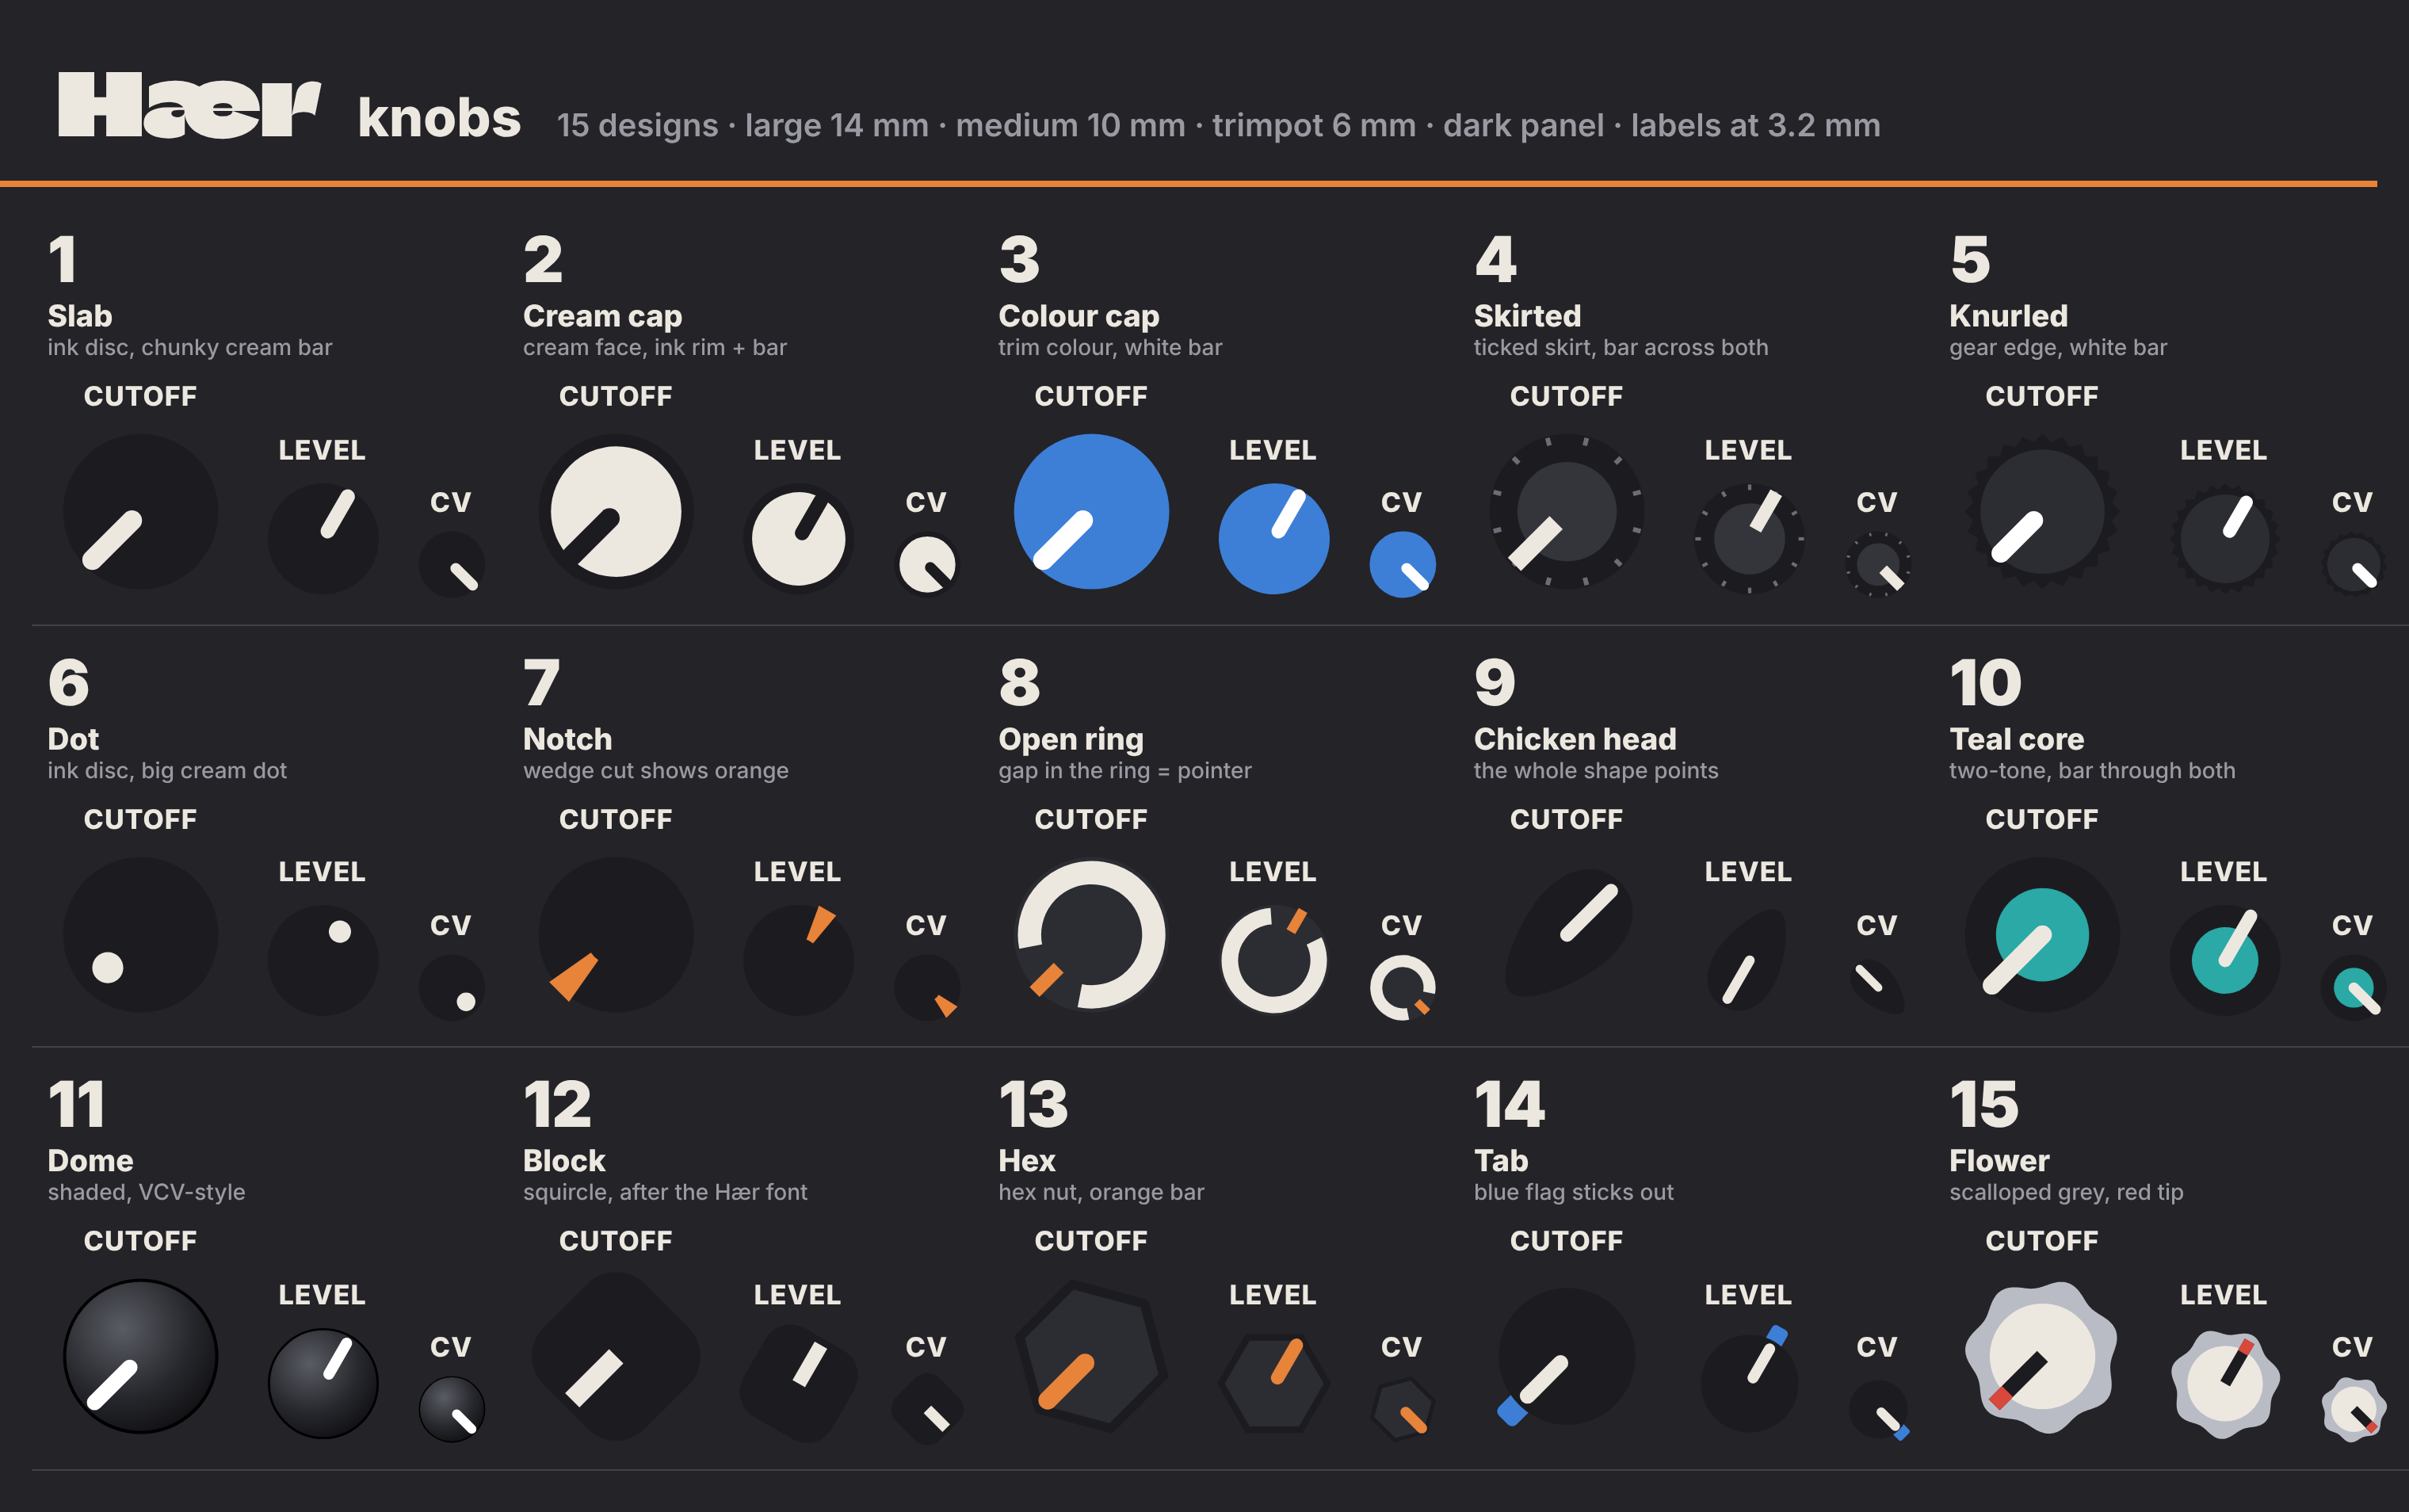 Hær knobs 15 designs · large 14 mm · medium 10 mm · trimpot 6 mm · dark panel · labels at 3.2 mm
1
Slab
ink disc, chunky cream bar
CUTOFF
LEVEL
CV
2
Cream cap
cream face, ink rim + bar
CUTOFF
LEVEL
CV
3
Colour cap
trim colour, white bar
CUTOFF
LEVEL
CV
4
Skirted
ticked skirt, bar across both
CUTOFF
LEVEL
CV
5
Knurled
gear edge, white bar
CUTOFF
LEVEL
CV
6
Dot
ink disc, big cream dot
CUTOFF
LEVEL
CV
7
Notch
wedge cut shows orange
CUTOFF
LEVEL
CV
8
Open ring
gap in the ring = pointer
CUTOFF
LEVEL
CV
9
Chicken head
the whole shape points
CUTOFF
LEVEL
CV
10
Teal core
two-tone, bar through both
CUTOFF
LEVEL
CV
11
Dome
shaded, VCV-style
CUTOFF
LEVEL
CV
12
Block
squircle, after the Hær font
CUTOFF
LEVEL
CV
13
Hex
hex nut, orange bar
CUTOFF
LEVEL
CV
14
Tab
blue flag sticks out
CUTOFF
LEVEL
CV
15
Flower
scalloped grey, red tip
CUTOFF
LEVEL
CV